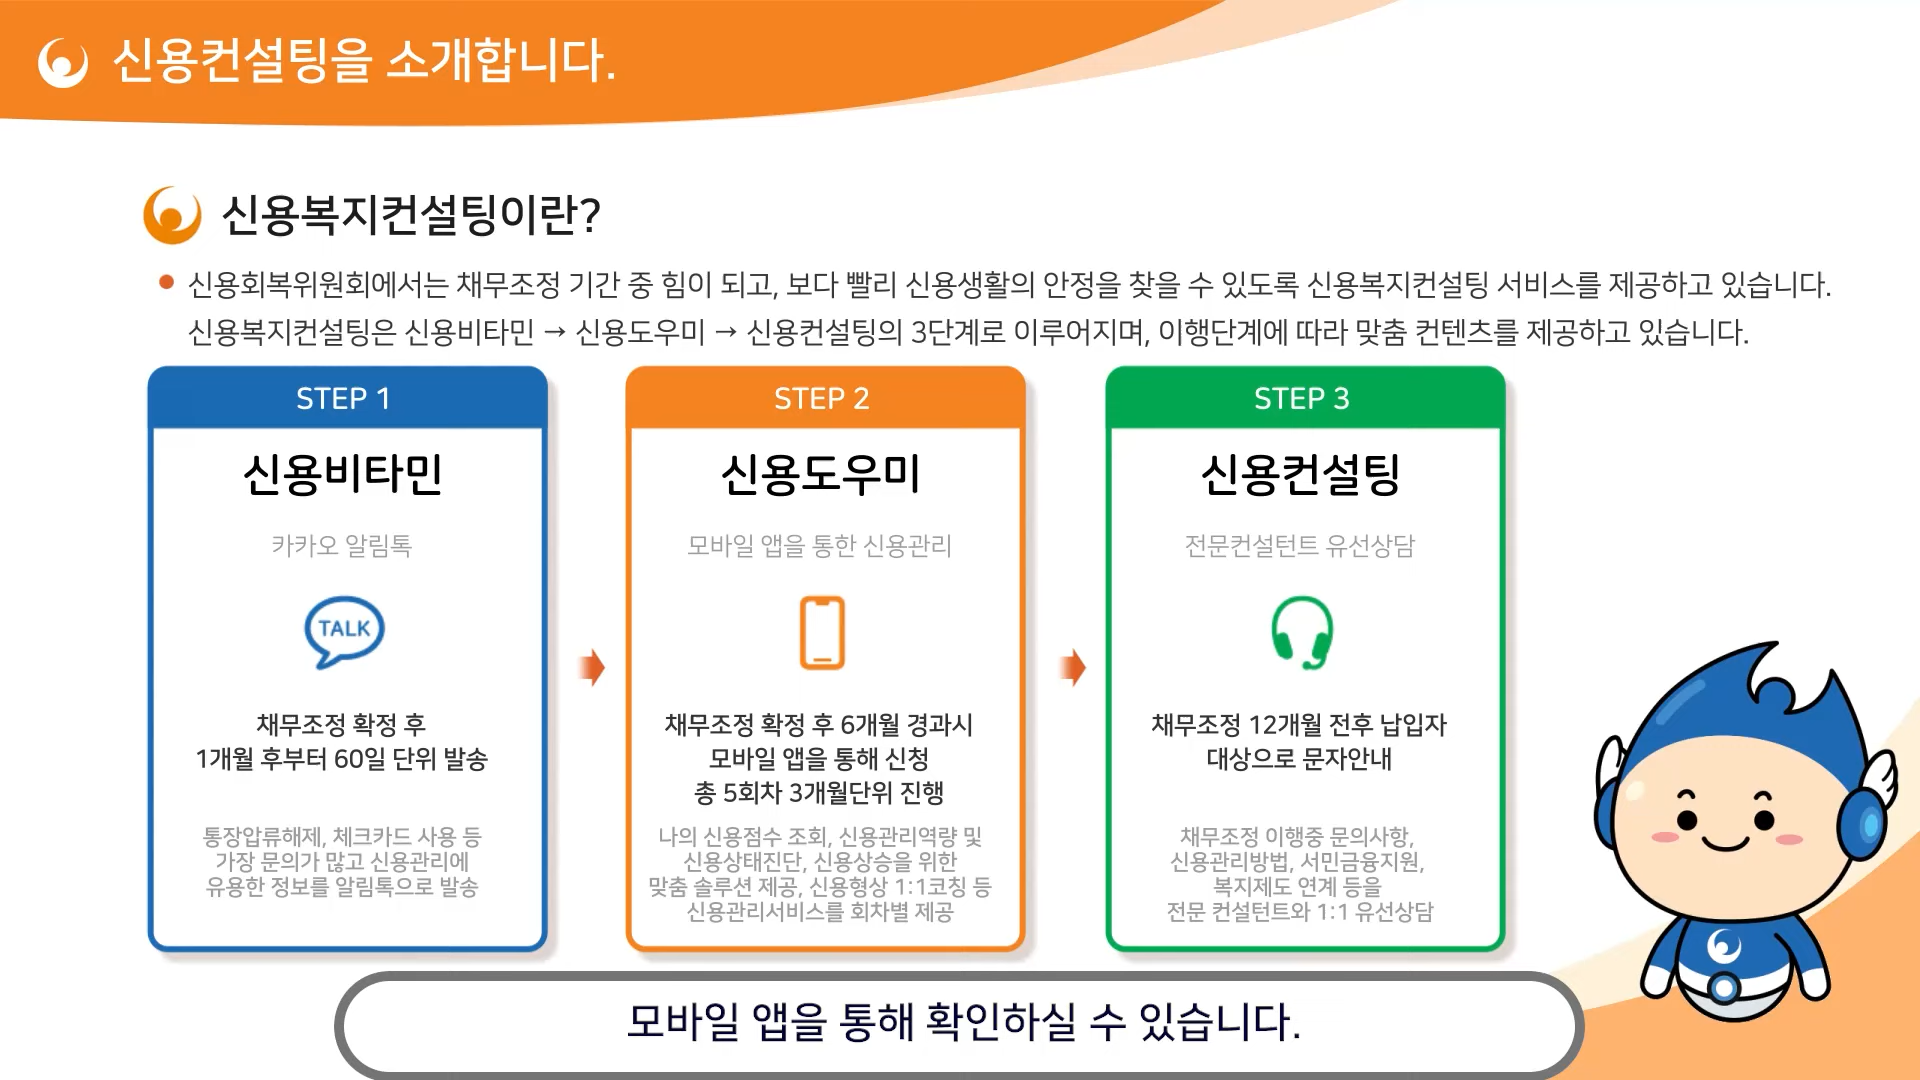 신용컨설팅을 소개합니다.
신용복지컨설팅이란?
신용회복위원회에서는 채무조정 기간 중 힘이 되고, 보다 빨리 신용생활의 안정을 찾을 수 있도록 신용복지컨설팅 서비스를 제공하고 있습니다.
신용복지컨설팅은 신용비타민 → 신용도우미 → 신용컨설팅의 3단계로 이루어지며, 이행단계에 따라 맞춤 컨텐츠를 제공하고 있습니다.
STEP 1
신용비타민
카카오 알림톡
TALK
채무조정 확정 후
1개월 후부터 60일 단위 발송
통장압류해제, 체크카드 사용 등
가장 문의가 많고 신용관리에
유용한 정보를 알림톡으로 발송
STEP 2
신용도우미
모바일 앱을 통한 신용관리
채무조정 확정 후 6개월 경과시
모바일 앱을 통해 신청
총 5회차 3개월단위 진행
나의 신용점수 조회, 신용관리역량 및
신용상태진단, 신용상승을 위한
맞춤 솔루션 제공, 신용형상 1:1코칭 등
신용관리서비스를 회차별 제공
STEP 3
신용컨설팅
전문컨설턴트 유선상담
채무조정 12개월 전후 납입자
대상으로 문자안내
채무조정 이행중 문의사항,
신용관리방법, 서민금융지원,
복지제도 연계 등을
전문 컨설턴트와 1:1 유선상담
모바일 앱을 통해 확인하실 수 있습니다.